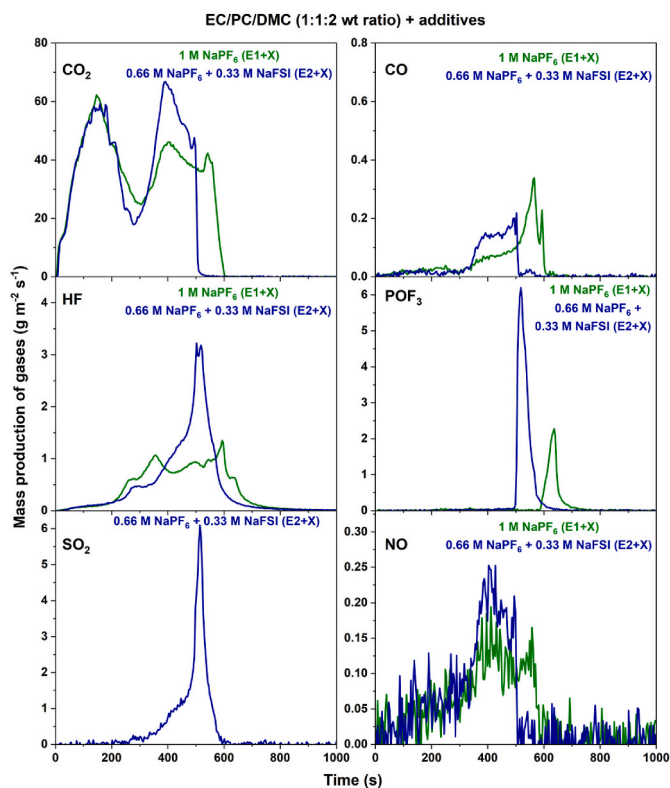 EC/PC/DMC (1:1:2 wt ratio) + additives
Mass production of gases (g m⁻² s⁻¹)
CO₂
1 M NaPF₆ (E1+X)
0.66 NaPF₆ + 0.33 M NaFSI (E2+X)
80
60
40
20
0
CO
1 M NaPF₆ (E1+X)
0.66 NaPF₆ + 0.33 M NaFSI (E2+X)
0.8
0.6
0.4
0.2
0.0
HF
1 M NaPF₆ (E1+X)
0.66 M NaPF₆ + 0.33 M NaFSI (E2+X)
4
3
2
1
0
POF₃
1 M NaPF₆ (E1+X)
0.66 M NaPF₆ +
0.33 M NaFSI (E2+X)
6
5
4
3
2
1
0
SO₂
0.66 M NaPF₆ + 0.33 M NaFSI (E2+X)
6
5
4
3
2
1
0
0 200 400 600 800 1000
NO
1 M NaPF₆ (E1+X)
0.66 M NaPF₆ + 0.33 M NaFSI (E2+X)
0.30
0.25
0.20
0.15
0.10
0.05
0.00
0 200 400 600 800 1000
Time (s)